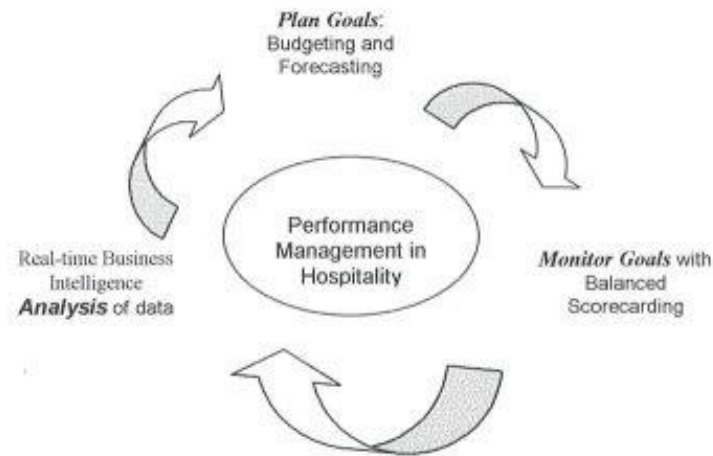 Plan Goals:
Budgeting and
Forecasting
Performance
Management in
Hospitality
Real-time Business
Intelligence
Analysis of data
Monitor Goals with
Balanced
Scorecarding